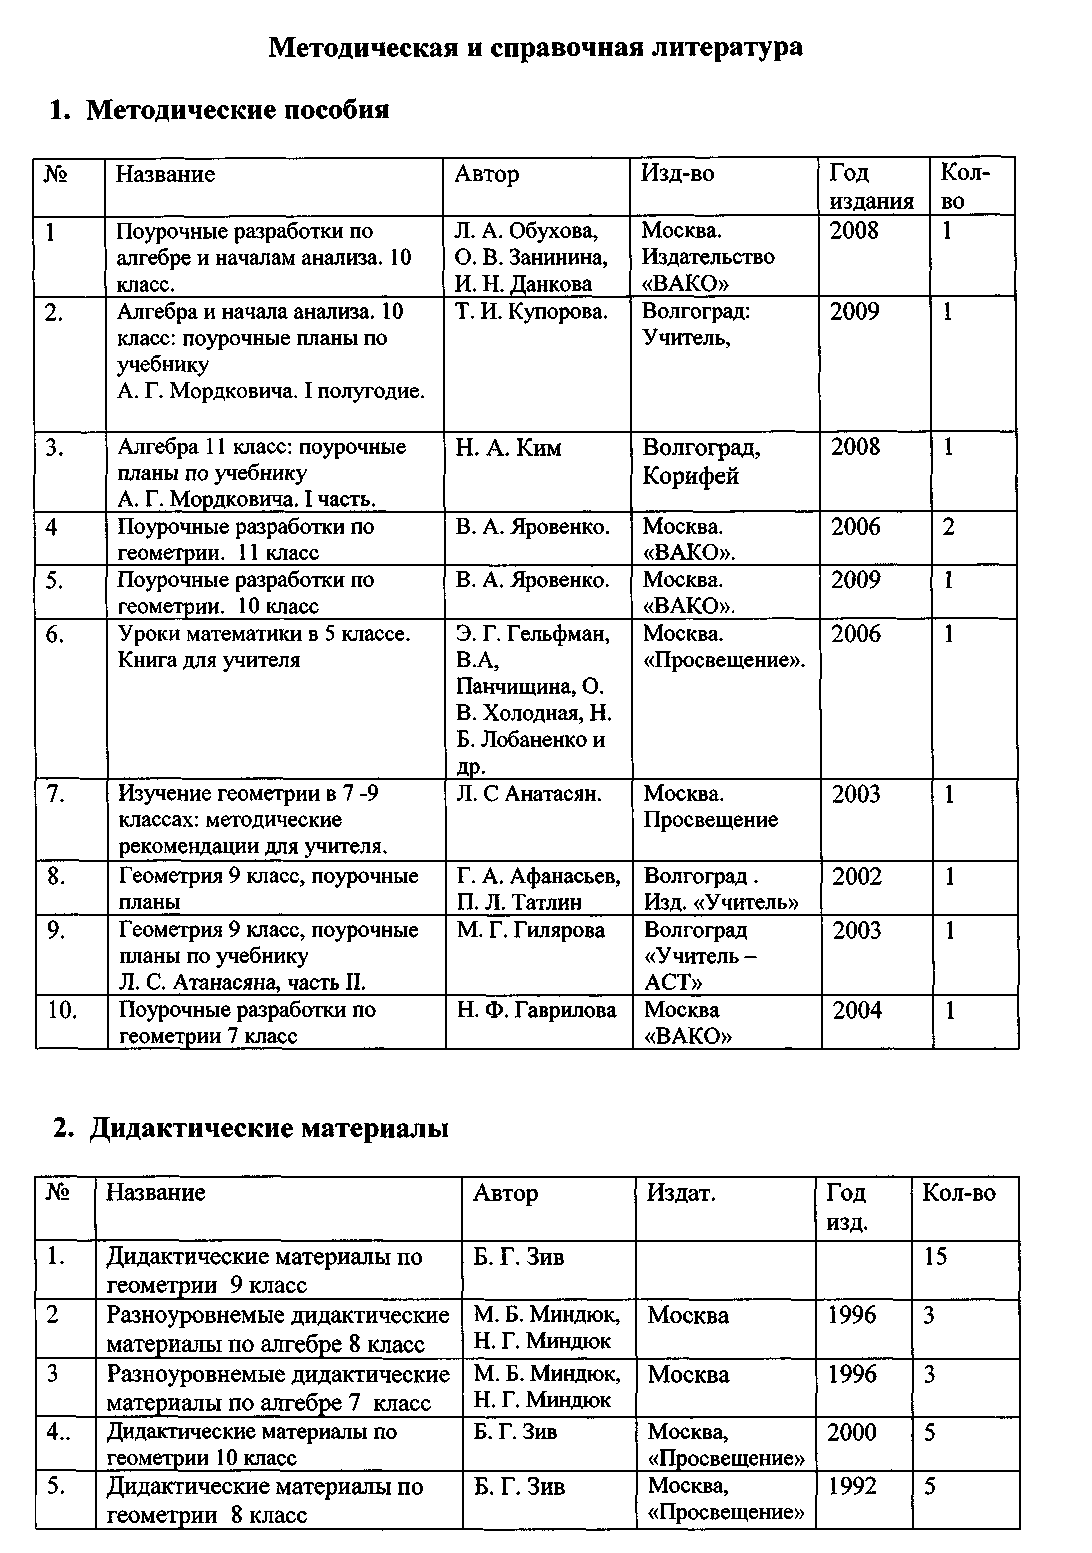 Методическая и справочная литература
1. Методические пособия
№ Название Автор Изд-во Год издания Кол-во
1 Поурочные разработки по алгебре и началам анализа. 10 класс. Л. А. Обухова, О. В. Занинина, И. Н. Данкова Москва. Издательство «ВАКО» 2008 1
2. Алгебра и начала анализа. 10 класс: поурочные планы по учебнику А. Г. Мордковича. I полугодие. Т. И. Купорова. Волгоград: Учитель, 2009 1
3. Алгебра 11 класс: поурочные планы по учебнику А. Г. Мордковича. I часть. Н. А. Ким Волгоград, Корифей 2008 1
4 Поурочные разработки по геометрии. 11 класс В. А. Яровенко. Москва. «ВАКО». 2006 2
5. Поурочные разработки по геометрии. 10 класс В. А. Яровенко. Москва. «ВАКО». 2009 1
6. Уроки математики в 5 классе. Книга для учителя Э. Г. Гельфман, В.А, Панчищина, О. В. Холодная, Н. Б. Лобаненко и др. Москва. «Просвещение». 2006 1
7. Изучение геометрии в 7 -9 классах: методические рекомендации для учителя. Л. С Анатасян. Москва. Просвещение 2003 1
8. Геометрия 9 класс, поурочные планы Г. А. Афанасьев, П. Л. Татлин Волгоград . Изд. «Учитель» 2002 1
9. Геометрия 9 класс, поурочные планы по учебнику Л. С. Атанасяна, часть II. М. Г. Гилярова Волгоград «Учитель – АСТ» 2003 1
10. Поурочные разработки по геометрии 7 класс Н. Ф. Гаврилова Москва «ВАКО» 2004 1
2. Дидактические материалы
№ Название Автор Издат. Год изд. Кол-во
1. Дидактические материалы по геометрии 9 класс Б. Г. Зив 15
2 Разноуровнемые дидактические материалы по алгебре 8 класс М. Б. Миндюк, Н. Г. Миндюк Москва 1996 3
3 Разноуровнемые дидактические материалы по алгебре 7 класс М. Б. Миндюк, Н. Г. Миндюк Москва 1996 3
4.. Дидактические материалы по геометрии 10 класс Б. Г. Зив Москва, «Просвещение» 2000 5
5. Дидактические материалы по геометрии 8 класс Б. Г. Зив Москва, «Просвещение» 1992 5